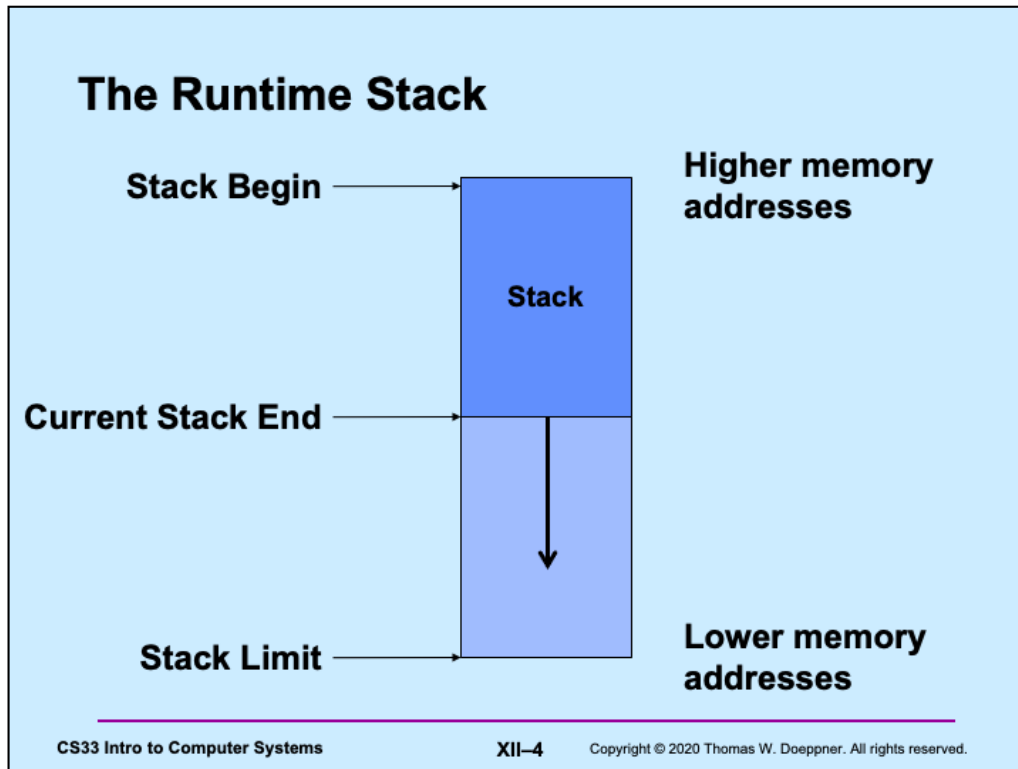 The Runtime Stack
Stack Begin
Higher memory
addresses
Stack
Current Stack End
Stack Limit
Lower memory
addresses
CS33 Intro to Computer Systems
XII–4
Copyright © 2020 Thomas W. Doeppner. All rights reserved.